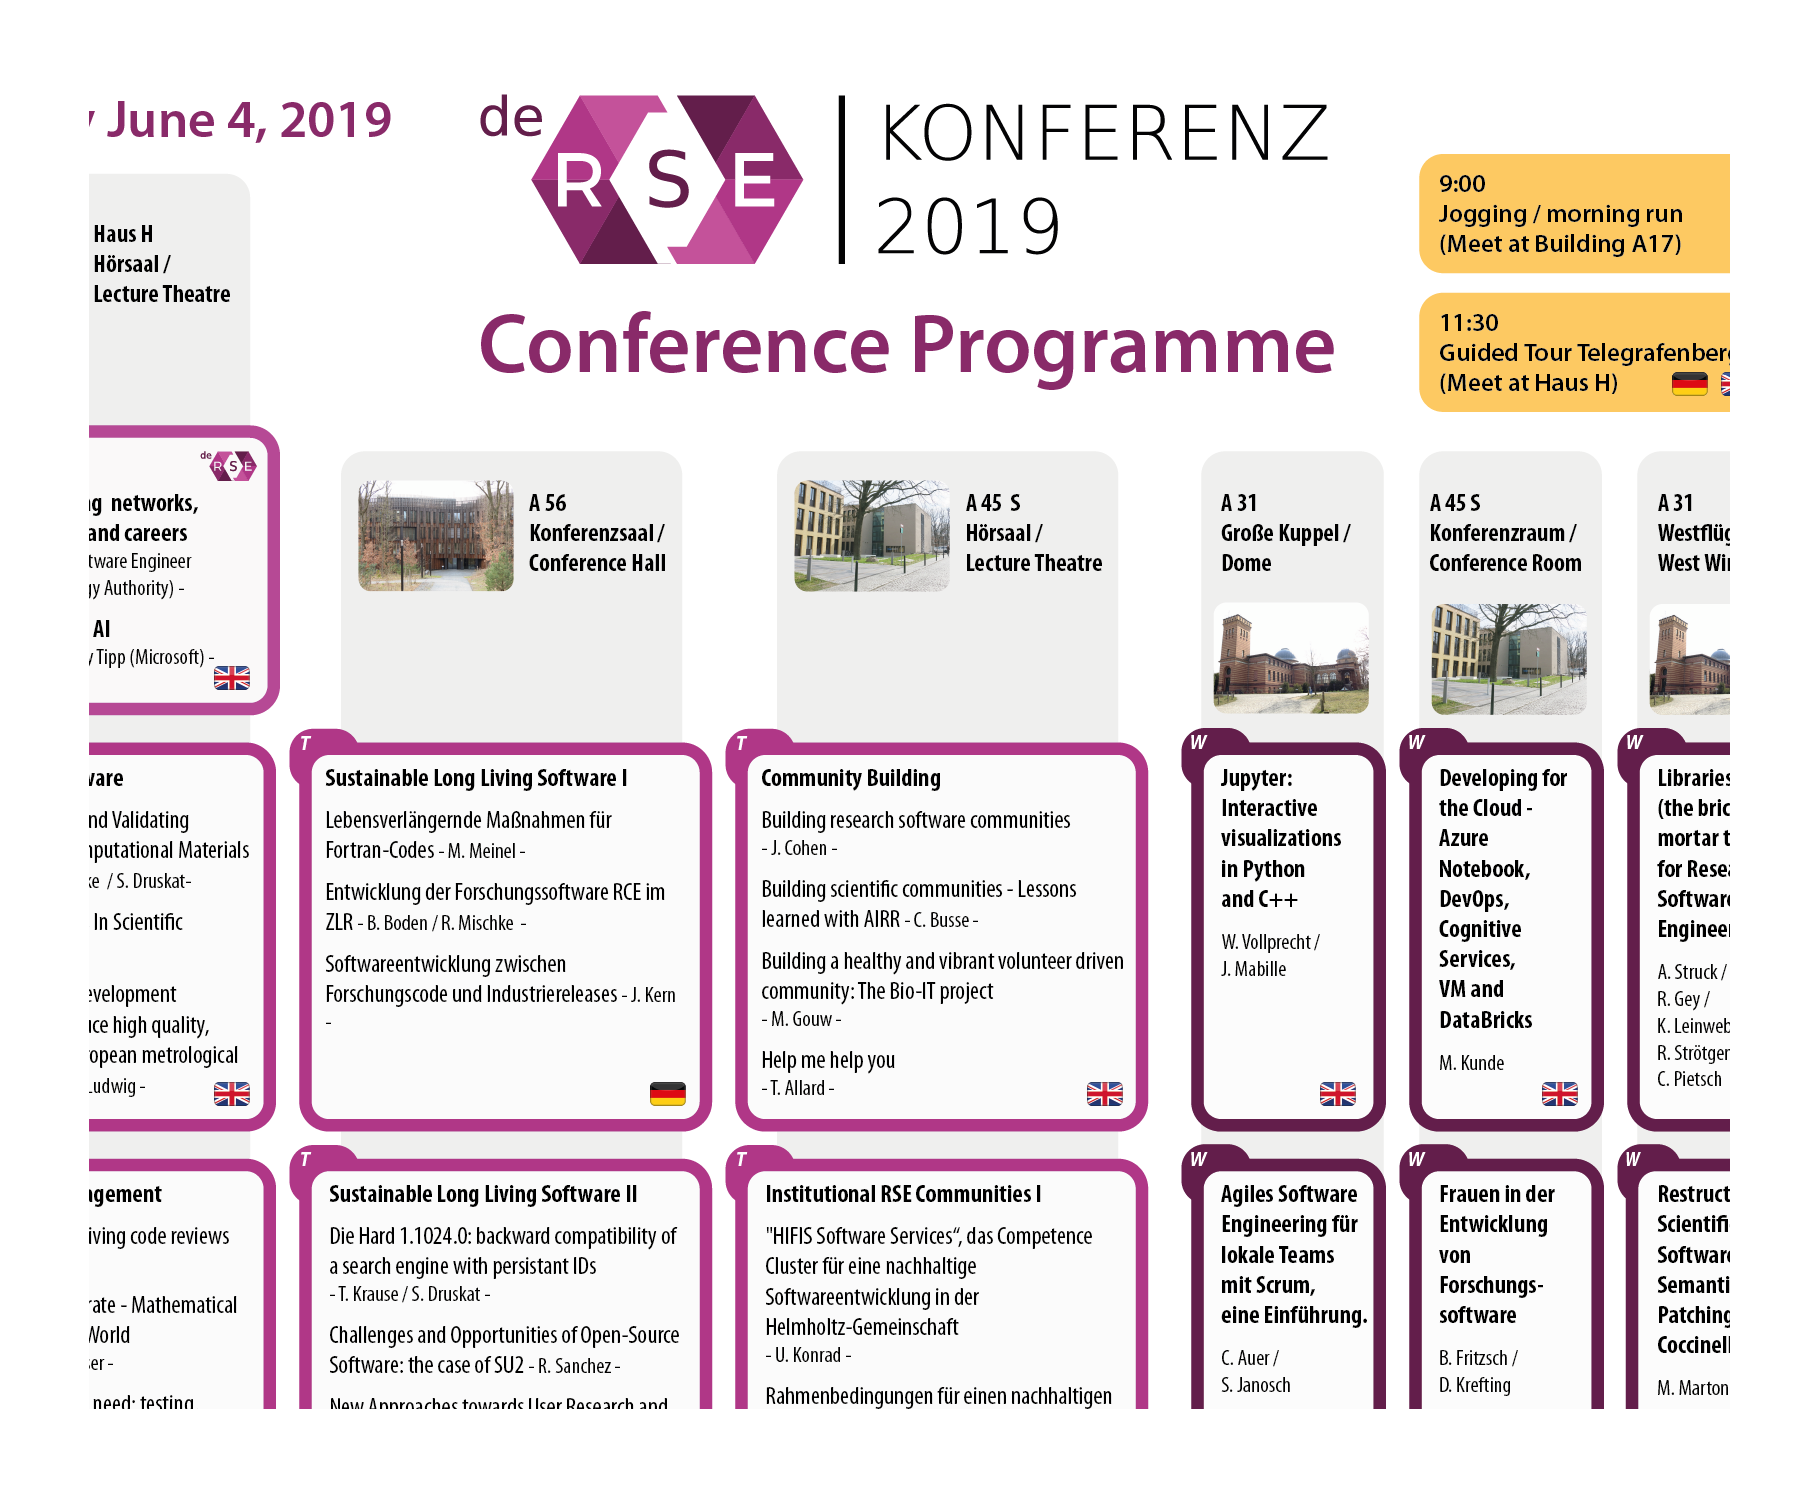 June 4, 2019
de RSE
KONFERENZ
2019
Conference Programme
9:00
Jogging / morning run
(Meet at Building A17)
11:30
Guided Tour Telegrafenberg
(Meet at Haus H)
Haus H
Hörsaal /
Lecture Theatre
de RSE
networks,
and careers
tware Engineer
gy Authority) -
AI
y Tipp (Microsoft) -
A 56
Konferenzsaal /
Conference Hall
A 45 S
Hörsaal /
Lecture Theatre
A 31
Große Kuppel /
Dome
A 45 S
Konferenzraum /
Conference Room
A 31
Westflüg
West Wi
ware
nd Validating
mputational Materials
ke / S. Druskat-
In Scientific
evelopment
uce high quality,
ropean metrological
Ludwig -
T
Sustainable Long Living Software I
Lebensverlängernde Maßnahmen für
Fortran-Codes - M. Meinel -
Entwicklung der Forschungssoftware RCE im
ZLR - B. Boden / R. Mischke -
Softwareentwicklung zwischen
Forschungscode und Industriereleases - J. Kern
-
T
Community Building
Building research software communities
- J. Cohen -
Building scientific communities - Lessons
learned with AIRR - C. Busse -
Building a healthy and vibrant volunteer driven
community: The Bio-IT project
- M. Gouw -
Help me help you
- T. Allard -
W
Jupyter:
Interactive
visualizations
in Python
and C++
W. Vollprecht /
J. Mabille
W
Developing for
the Cloud -
Azure
Notebook,
DevOps,
Cognitive
Services,
VM and
DataBricks
M. Kunde
W
Libraries
(the bric
mortar t
for Resea
Software
Engineer
A. Struck /
R. Gey /
K. Leinweb
R. Strötgen
C. Pietsch
agement
iving code reviews
rate - Mathematical
World
ser -
need: testing
T
Sustainable Long Living Software II
Die Hard 1.1024.0: backward compatibility of
a search engine with persistant IDs
- T. Krause / S. Druskat -
Challenges and Opportunities of Open-Source
Software: the case of SU2 - R. Sanchez -
New Approaches towards User Research and
T
Institutional RSE Communities I
"HIFIS Software Services“, das Competence
Cluster für eine nachhaltige
Softwareentwicklung in der
Helmholtz-Gemeinschaft
- U. Konrad -
Rahmenbedingungen für einen nachhaltigen
W
Agiles Software
Engineering für
lokale Teams
mit Scrum,
eine Einführung.
C. Auer /
S. Janosch
W
Frauen in der
Entwicklung
von
Forschungs-
software
B. Fritzsch /
D. Krefting
W
Restruct
Scientifi
Software
Semanti
Patching
Coccinell
M. Marton